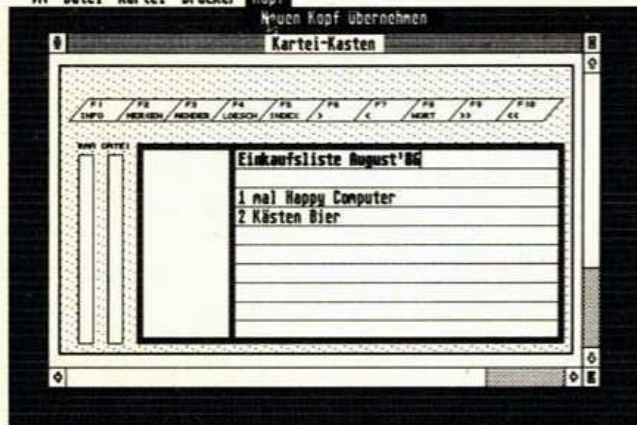 Datei Kartei Drucker Kopf
Neuen Kopf übernehmen
Kartei-Kasten
F1 F2 F3 F4 F5 F6 F7 F8 F9 F10
INFO MERKEN AENDER LOESCH INDEX > < WORT >> <<
RAM DATEI
Einkaufsliste August'86
1 mal Happy Computer
2 Kästen Bier